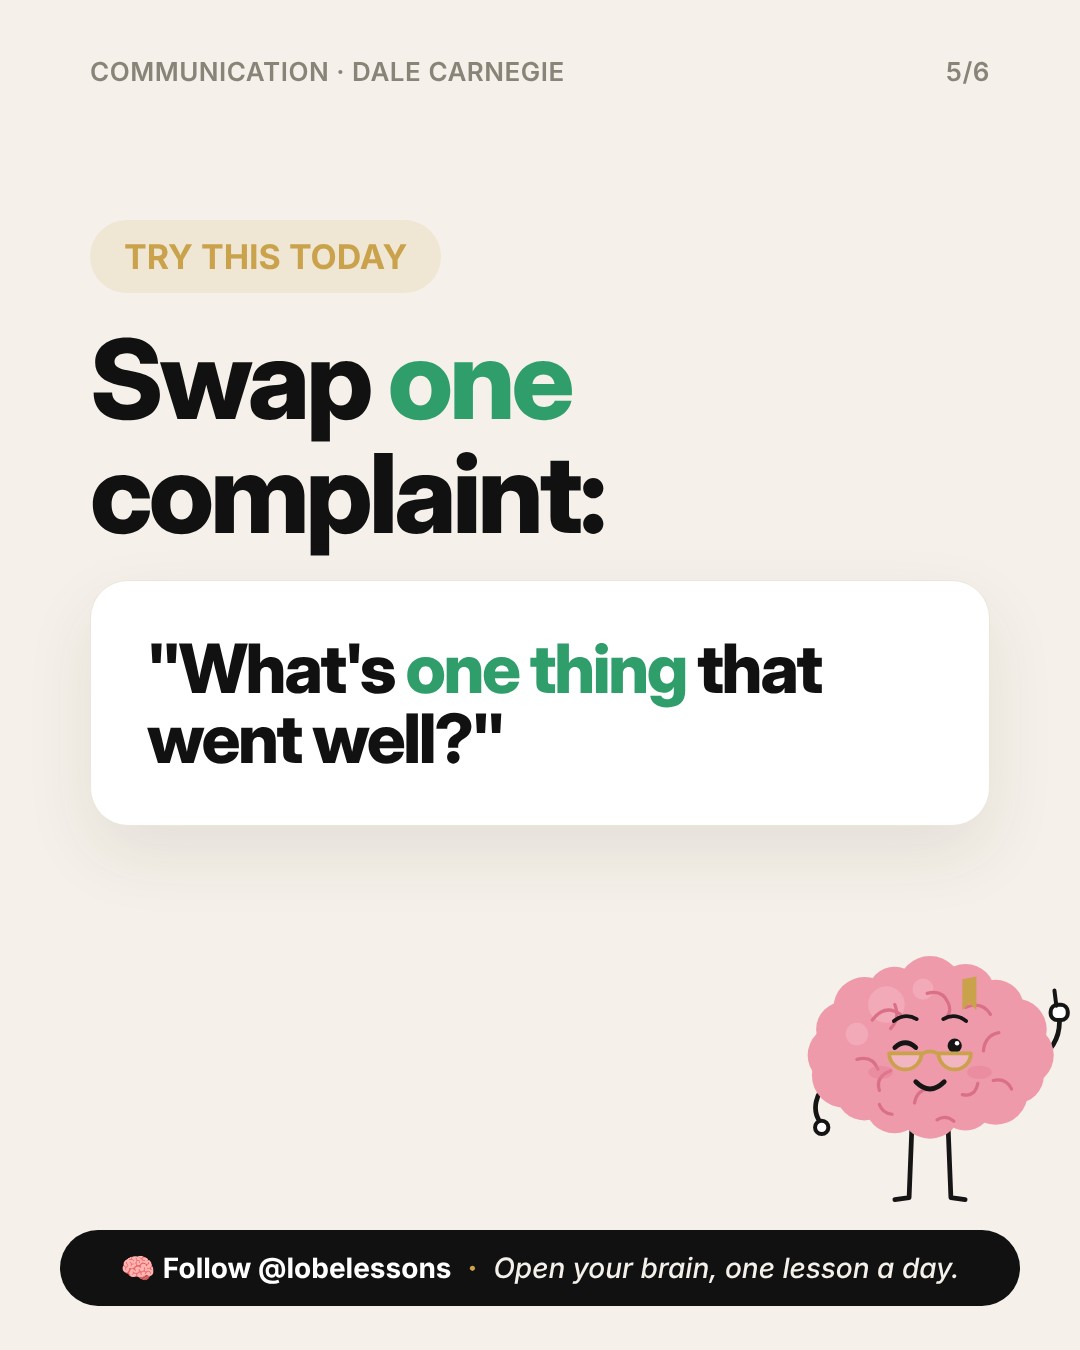 COMMUNICATION · DALE CARNEGIE 5/6
TRY THIS TODAY
Swap one
complaint:
"What's one thing that
went well?"
🧠 Follow @lobelessons · Open your brain, one lesson a day.